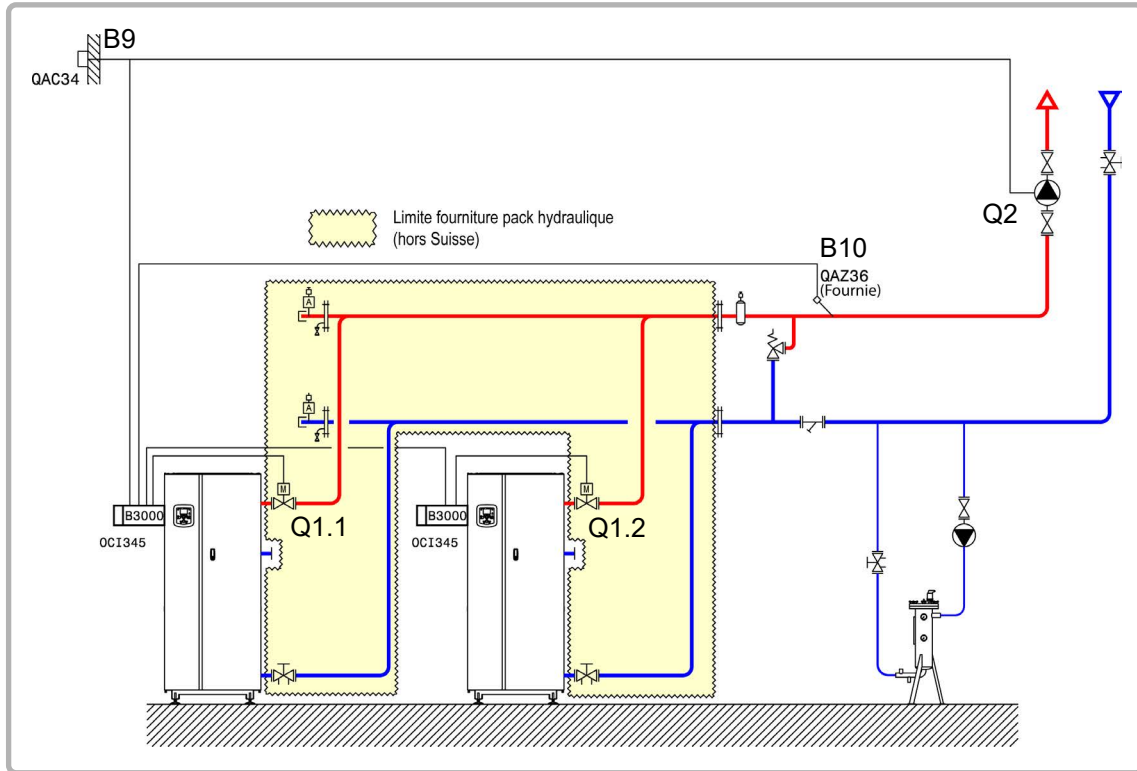 B9
QAC34
Limite fourniture pack hydraulique
(hors Suisse)
Q2
B10
QAZ36
(Fournie)
A
A
M
M
B3000
OCI345
Q1.1
B3000
OCI345
Q1.2